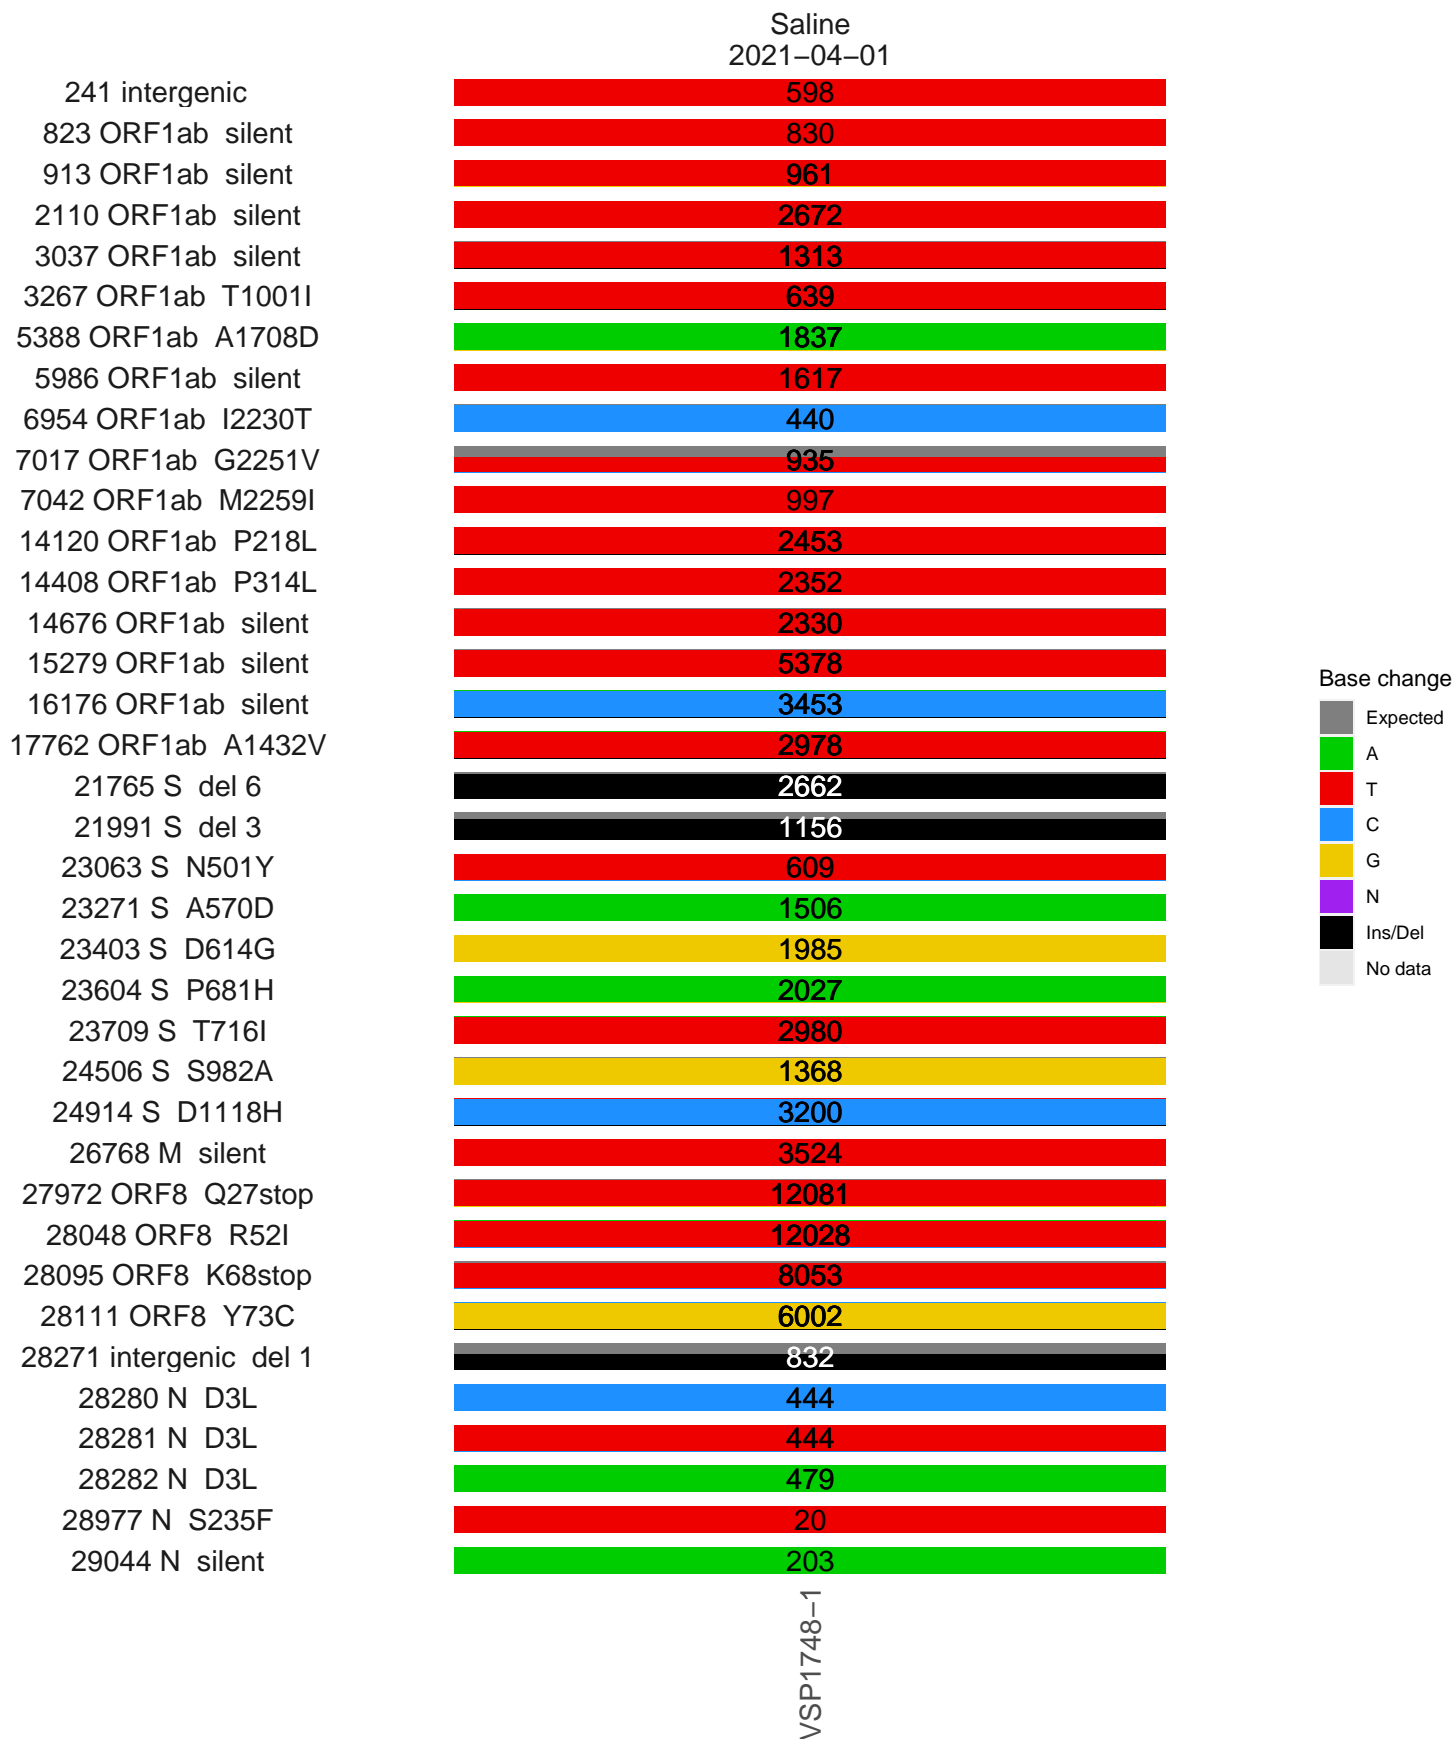 Saline
2021−04−01
241 intergenic 598
823 ORF1ab silent 830
913 ORF1ab silent 961
2110 ORF1ab silent 2672
3037 ORF1ab silent 1313
3267 ORF1ab T1001I 639
5388 ORF1ab A1708D 1837
5986 ORF1ab silent 1617
6954 ORF1ab I2230T 440
7017 ORF1ab G2251V 935
7042 ORF1ab M2259I 997
14120 ORF1ab P218L 2453
14408 ORF1ab P314L 2352
14676 ORF1ab silent 2330
15279 ORF1ab silent 5378
16176 ORF1ab silent 3453
17762 ORF1ab A1432V 2978
21765 S del 6 2662
21991 S del 3 1156
23063 S N501Y 609
23271 S A570D 1506
23403 S D614G 1985
23604 S P681H 2027
23709 S T716I 2980
24506 S S982A 1368
24914 S D1118H 3200
26768 M silent 3524
27972 ORF8 Q27stop 12081
28048 ORF8 R52I 12028
28095 ORF8 K68stop 8053
28111 ORF8 Y73C 6002
28271 intergenic del 1 832
28280 N D3L 444
28281 N D3L 444
28282 N D3L 479
28977 N S235F 20
29044 N silent 203
VSP1748−1
Base change
Expected
A
T
C
G
N
Ins/Del
No data